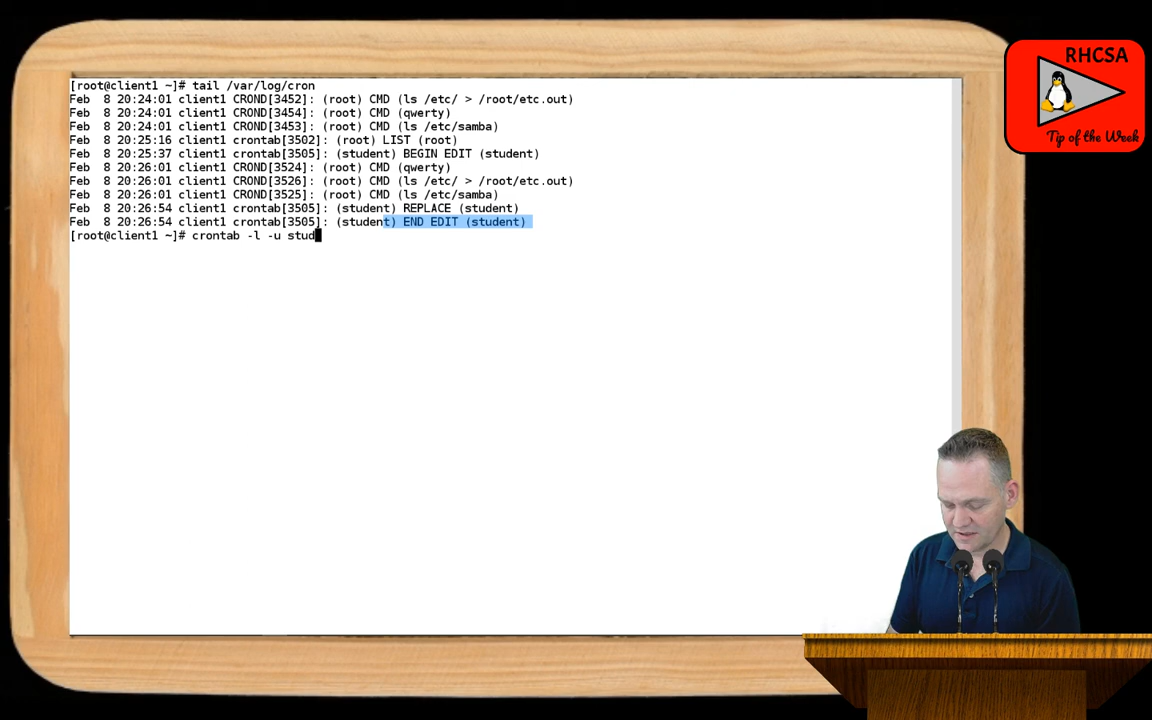 [root@client1 ~]# tail /var/log/cron
Feb  8 20:24:01 client1 CROND[3452]: (root) CMD (ls /etc/ > /root/etc.out)
Feb  8 20:24:01 client1 CROND[3454]: (root) CMD (qwerty)
Feb  8 20:24:01 client1 CROND[3453]: (root) CMD (ls /etc/samba)
Feb  8 20:25:16 client1 crontab[3502]: (root) LIST (root)
Feb  8 20:25:37 client1 crontab[3505]: (student) BEGIN EDIT (student)
Feb  8 20:26:01 client1 CROND[3524]: (root) CMD (qwerty)
Feb  8 20:26:01 client1 CROND[3526]: (root) CMD (ls /etc/ > /root/etc.out)
Feb  8 20:26:01 client1 CROND[3525]: (root) CMD (ls /etc/samba)
Feb  8 20:26:54 client1 crontab[3505]: (student) REPLACE (student)
Feb  8 20:26:54 client1 crontab[3505]: (student) END EDIT (student)
[root@client1 ~]# crontab -l -u stud
RHCSA
Tip of the Week